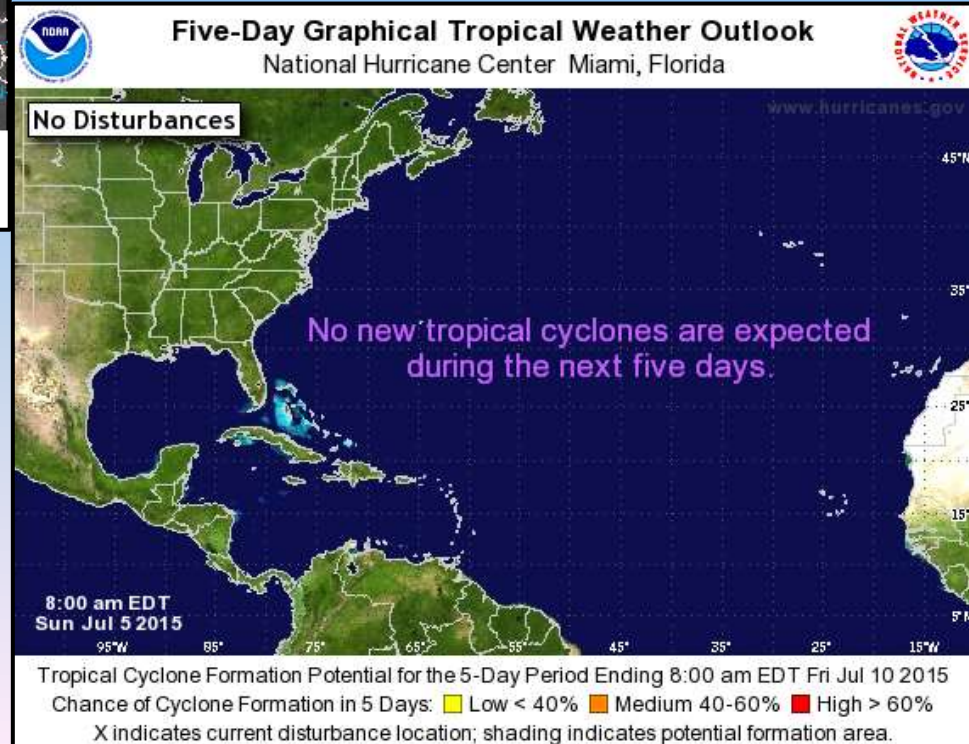 NOAA
Five-Day Graphical Tropical Weather Outlook
National Hurricane Center Miami, Florida
NATIONAL WEATHER SERVICE
No Disturbances
www.hurricanes.gov
45°N
35°
No new tropical cyclones are expected
during the next five days.
25°
15°
5°N
8:00 am EDT
Sun Jul 5 2015
95°W 85° 75° 65° 55° 45° 35° 25° 15°W
Tropical Cyclone Formation Potential for the 5-Day Period Ending 8:00 am EDT Fri Jul 10 2015
Chance of Cyclone Formation in 5 Days: Low < 40% Medium 40-60% High > 60%
X indicates current disturbance location; shading indicates potential formation area.